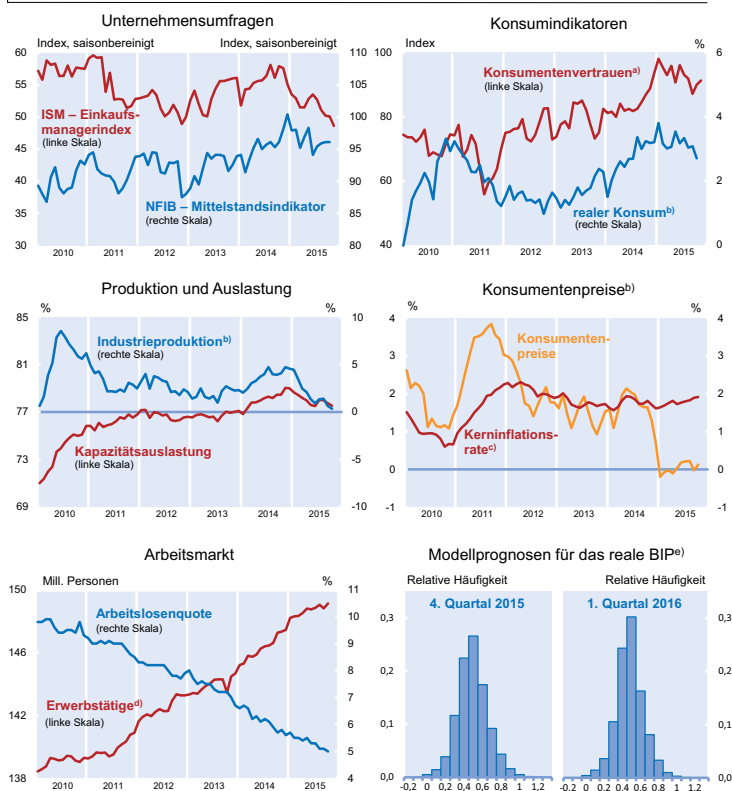 Unternehmensumfragen
Index, saisonbereinigt Index, saisonbereinigt
60 110
55 105
50 100
45 95
40 90
35 85
30 80
ISM – Einkaufs-
managerindex
(linke Skala)
NFIB – Mittelstandsindikator
(rechte Skala)
2010 2011 2012 2013 2014 2015
Konsumindikatoren
Index %
100 6
80 4
60 2
40 0
Konsumentenvertrauen a)
(linke Skala)
realer Konsum b)
(rechte Skala)
2010 2011 2012 2013 2014 2015
Produktion und Auslastung
% %
85 10
81 5
77 0
73 -5
69 -10
Industrieproduktion b)
(rechte Skala)
Kapazitätsauslastung
(linke Skala)
2010 2011 2012 2013 2014 2015
Konsumentenpreise b)
% %
4 4
3 3
2 2
1 1
0 0
-1 -1
Konsumenten-
preise
Kerninflations-
rate c)
2010 2011 2012 2013 2014 2015
Arbeitsmarkt
Mill. Personen %
150 11
10
146 9
8
7
142 6
5
138 4
Arbeitslosenquote
(rechte Skala)
Erwerbstätige d)
(linke Skala)
2010 2011 2012 2013 2014 2015
Modellprognosen für das reale BIP e)
Relative Häufigkeit Relative Häufigkeit
4. Quartal 2015 1. Quartal 2016
0,3 0,3
0,2 0,2
0,1 0,1
0,0 0,0
-0,2 0 0,2 0,4 0,6 0,8 1 1,2 -0,2 0 0,2 0,4 0,6 0,8 1 1,2